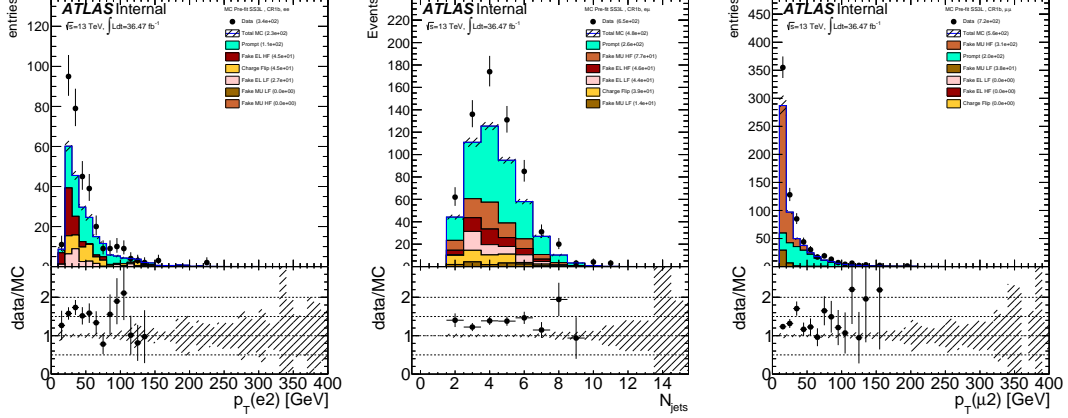 ATLAS Internal
√s=13 TeV, ∫Ldt=36.47 fb⁻¹
MC Pre-fit SS3L , CR1b, ee
Data (3.4e+02)
Total MC (2.3e+02)
Prompt (1.1e+02)
Fake EL HF (4.5e+01)
Charge Flip (4.5e+01)
Fake EL LF (2.7e+01)
Fake MU LF (0.0e+00)
Fake MU HF (0.0e+00)
entries
120
100
80
60
40
20
data/MC
2
1
0
0 50 100 150 200 250 300 350 400
p_T(e2) [GeV]
ATLAS Internal
√s=13 TeV, ∫Ldt=36.47 fb⁻¹
MC Pre-fit SS3L , CR1b, eμ
Data (6.5e+02)
Total MC (4.8e+02)
Prompt (2.6e+02)
Fake MU HF (7.7e+01)
Fake EL HF (4.6e+01)
Fake EL LF (4.4e+01)
Charge Flip (3.9e+01)
Fake MU LF (1.4e+01)
Events
220
200
180
160
140
120
100
80
60
40
20
0
data/MC
2
1
0
0 2 4 6 8 10 12 14
N_jets
ATLAS Internal
√s=13 TeV, ∫Ldt=36.47 fb⁻¹
MC Pre-fit SS3L , CR1b, μμ
Data (7.2e+02)
Total MC (5.6e+02)
Fake MU HF (3.1e+02)
Prompt (2.0e+02)
Fake MU LF (3.8e+01)
Fake EL LF (0.0e+00)
Fake EL HF (0.0e+00)
Charge Flip (0.0e+00)
entries
450
400
350
300
250
200
150
100
50
data/MC
2
1
0
0 50 100 150 200 250 300 350 400
p_T(μ2) [GeV]